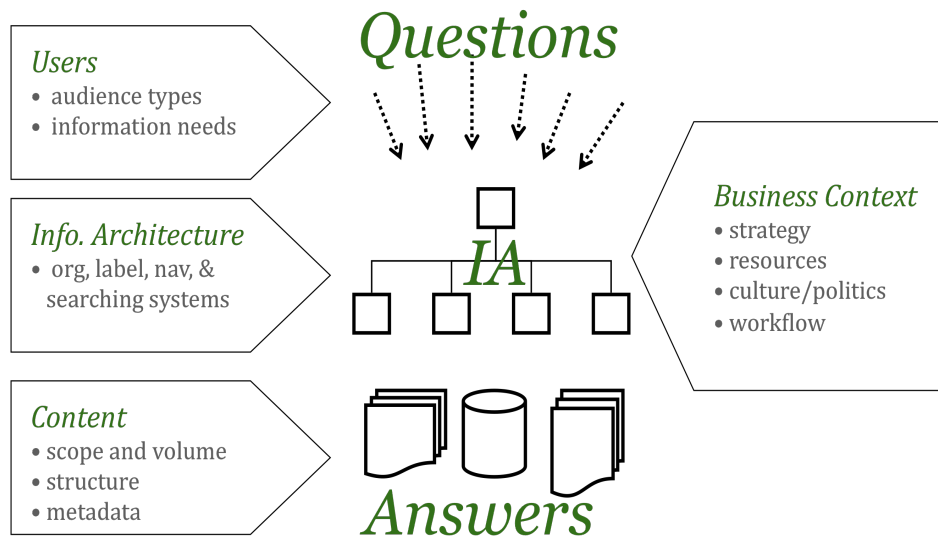 Questions
Users
• audience types
• information needs
Info. Architecture
• org, label, nav, &
searching systems
IA
Business Context
• strategy
• resources
• culture/politics
• workflow
Content
• scope and volume
• structure
• metadata
Answers